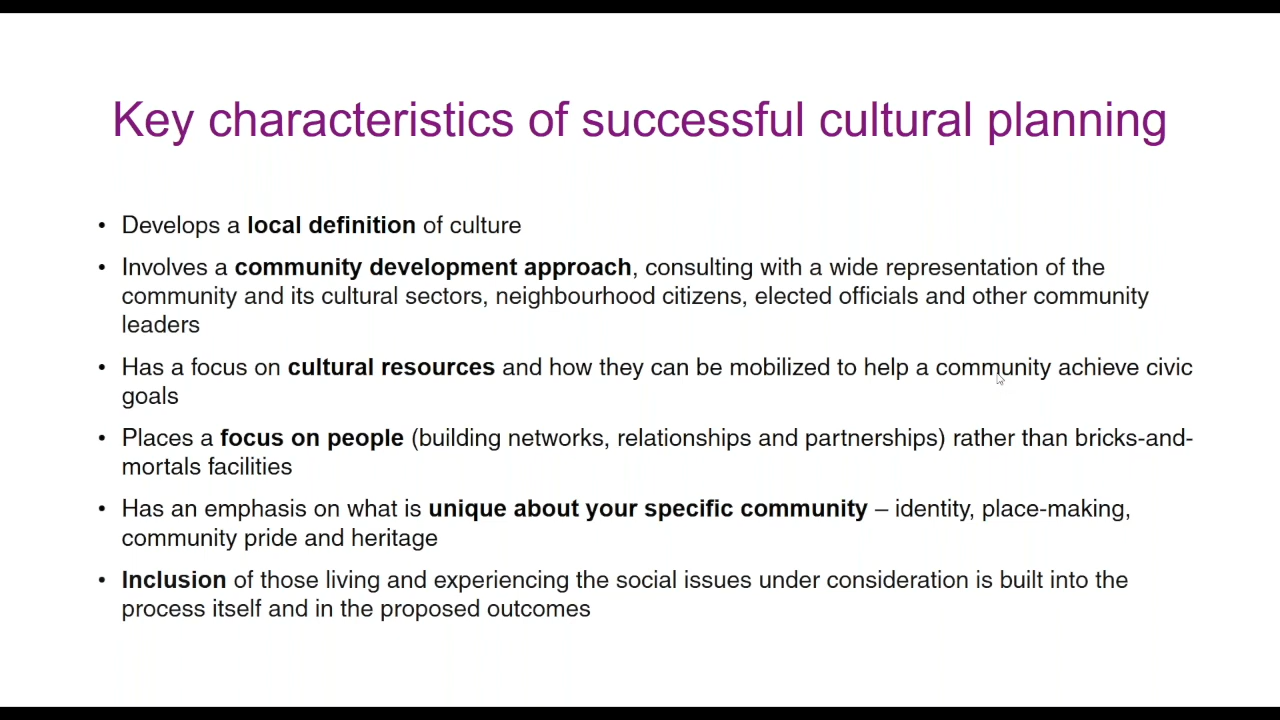 Key characteristics of successful cultural planning
• Develops a local definition of culture
• Involves a community development approach, consulting with a wide representation of the
community and its cultural sectors, neighbourhood citizens, elected officials and other community
leaders
• Has a focus on cultural resources and how they can be mobilized to help a community achieve civic
goals
• Places a focus on people (building networks, relationships and partnerships) rather than bricks-and-
mortals facilities
• Has an emphasis on what is unique about your specific community – identity, place-making,
community pride and heritage
• Inclusion of those living and experiencing the social issues under consideration is built into the
process itself and in the proposed outcomes